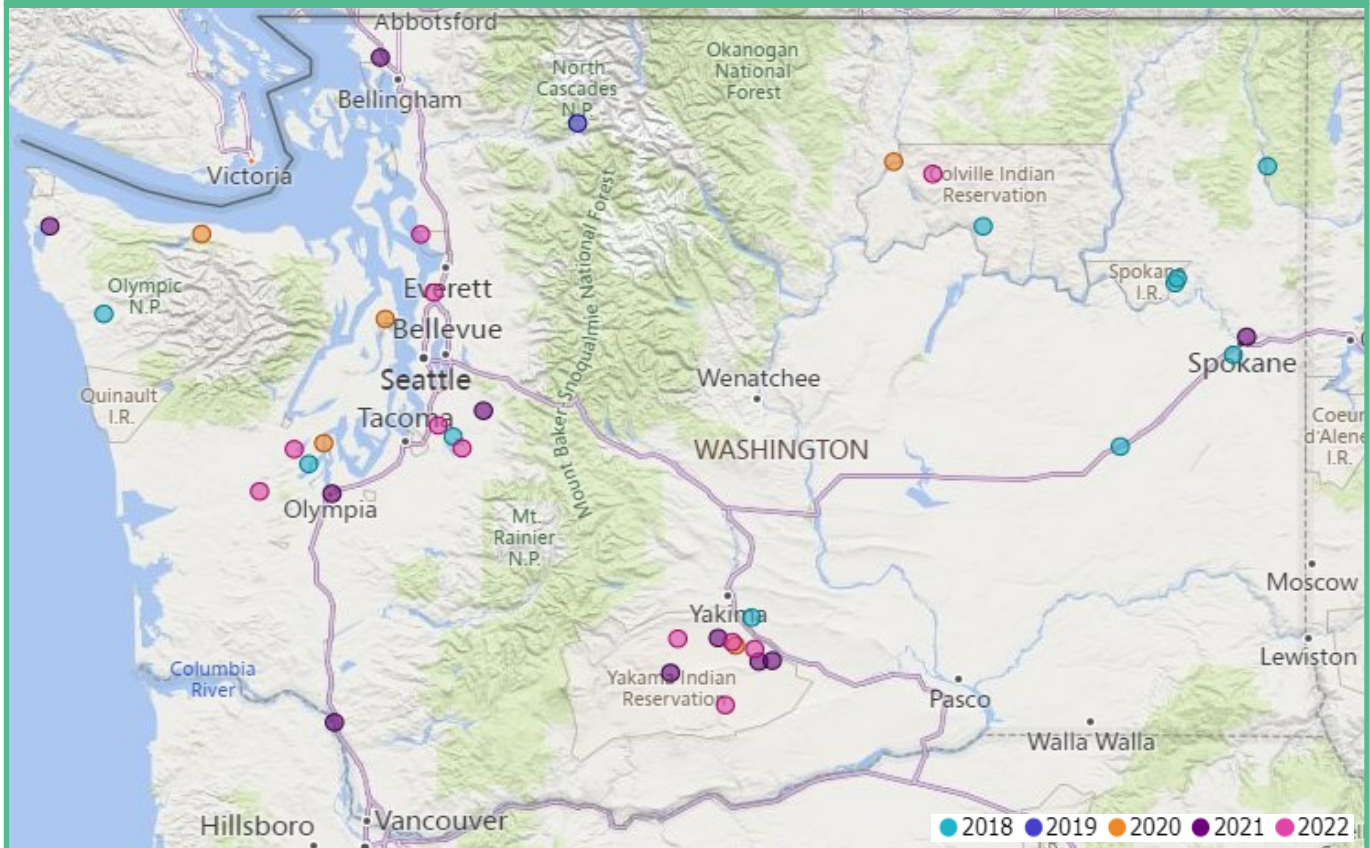 Abbotsford
Okanogan
National
Forest
North
Cascades
N.P.
Bellingham
Victoria
olville Indian
Reservation
Olympic
N.P.
Everett
Spokane
I.R.
Bellevue
Mount Baker-Snoqualmie National Forest
Spokane
Seattle
Wenatchee
Quinault
I.R.
Tacoma
Coeur
d'Alene
I.R.
WASHINGTON
Olympia
Mt.
Rainier
N.P.
Moscow
Yakima
Lewiston
Columbia
River
Yakama Indian
Reservation
Pasco
Walla Walla
Hillsboro
Vancouver
2018 2019 2020 2021 2022
I.R.